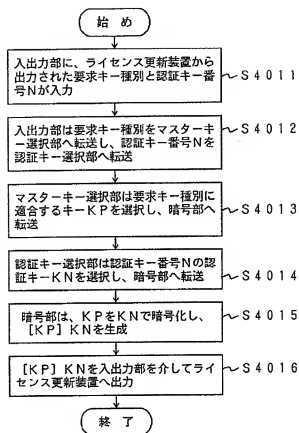 始め
入出力部に、ライセンス更新装置から
出力された要求キー種別と認証キー番
号Nが入力
S4011
入出力部は要求キー種別をマスターキ
ー選択部へ転送し、認証キー番号Nを
認証キー選択部へ転送
S4012
マスターキー選択部は要求キー種別に
適合するキーKPを選択し、暗号部へ
転送
S4013
認証キー選択部は認証キー番号Nの認
証キーKNを選択し、暗号部へ転送
S4014
暗号部は、KPをKNで暗号化し、
[KP]KNを生成
S4015
[KP]KNを入出力部を介してライ
センス更新装置へ出力
S4016
終了